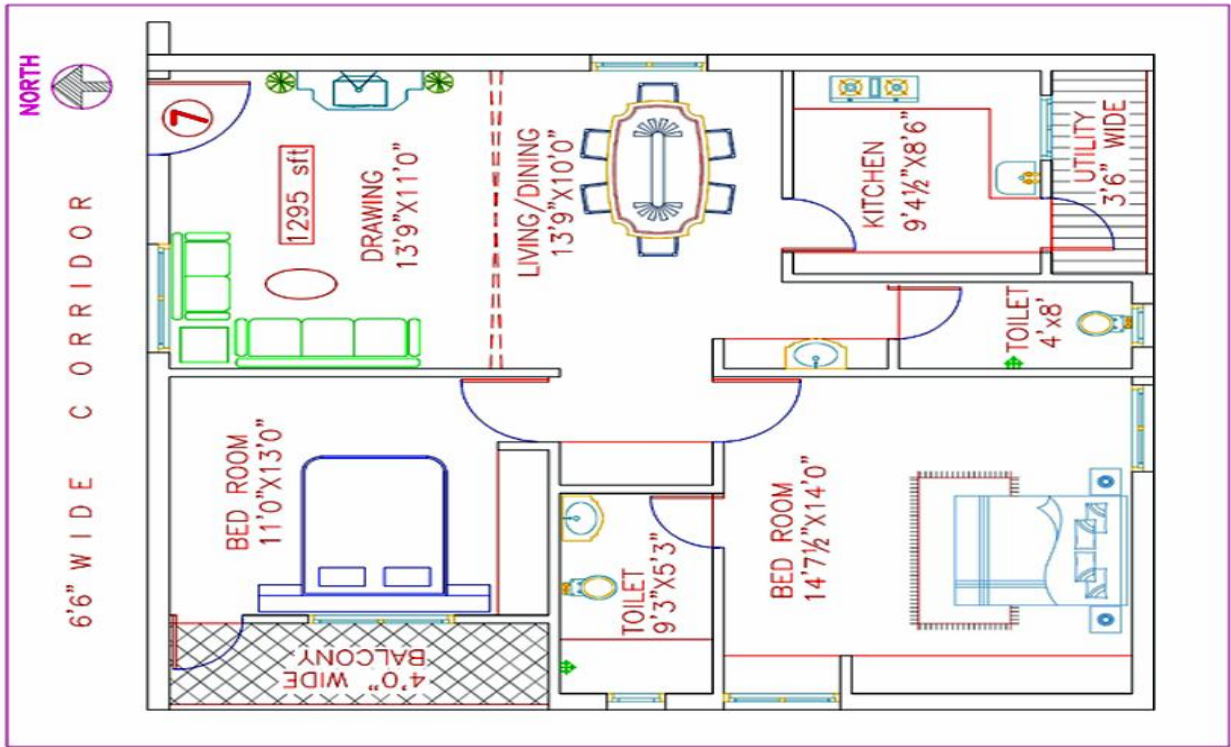 NORTH
6'6" WIDE CORRIDOR
7
1295 sft
DRAWING
13'9"X11'0"
LIVING/DINING
13'9"X10'0"
KITCHEN
9'4½"X8'6"
UTILITY
3'6" WIDE
TOILET
4'x8'
BED ROOM
11'0"X13'0"
4'0" WIDE
BALCONY
TOILET
9'3"X5'3"
BED ROOM
14'7½"X14'0"